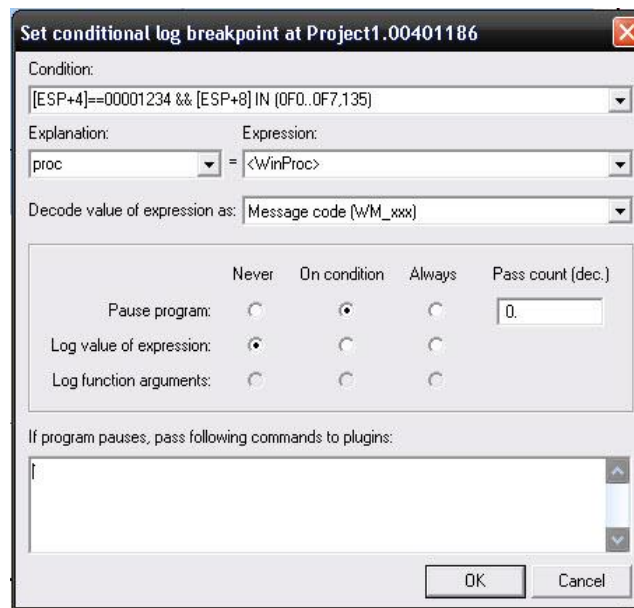 Set conditional log breakpoint at Project1.00401186
Condition:
[ESP+4]==00001234 && [ESP+8] IN (0F0..0F7,135)
Explanation: Expression:
proc = <WinProc>
Decode value of expression as: Message code (WM_xxx)
Never On condition Always Pass count (dec.)
Pause program: 0.
Log value of expression:
Log function arguments:
If program pauses, pass following commands to plugins:
OK Cancel